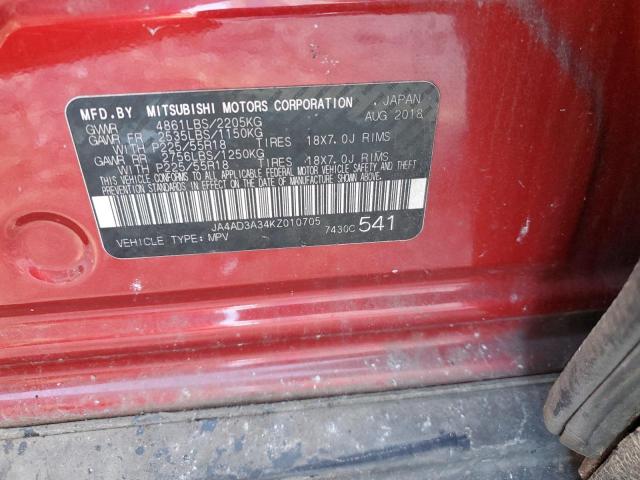 MFD.BY MITSUBISHI MOTORS CORPORATION , JAPAN
GVWR 4861LBS/2205KG AUG 2018
GAWR FR 2535LBS/1150KG
WITH P225/55R18 TIRES 18X7.0J RIMS
GAWR RR 2756LBS/1250KG
WITH P225/55R18 TIRES 18X7.0J RIMS
THIS VEHICLE CONFORMS TO ALL APPLICABLE FEDERAL MOTOR VEHICLE SAFETY, BUMPER AND THEFT
PREVENTION STANDARDS IN EFFECT ON THE DATE OF MANUFACTURE SHOWN ABOVE.
JA4AD3A34KZ010705 7430C 541
VEHICLE TYPE:MPV